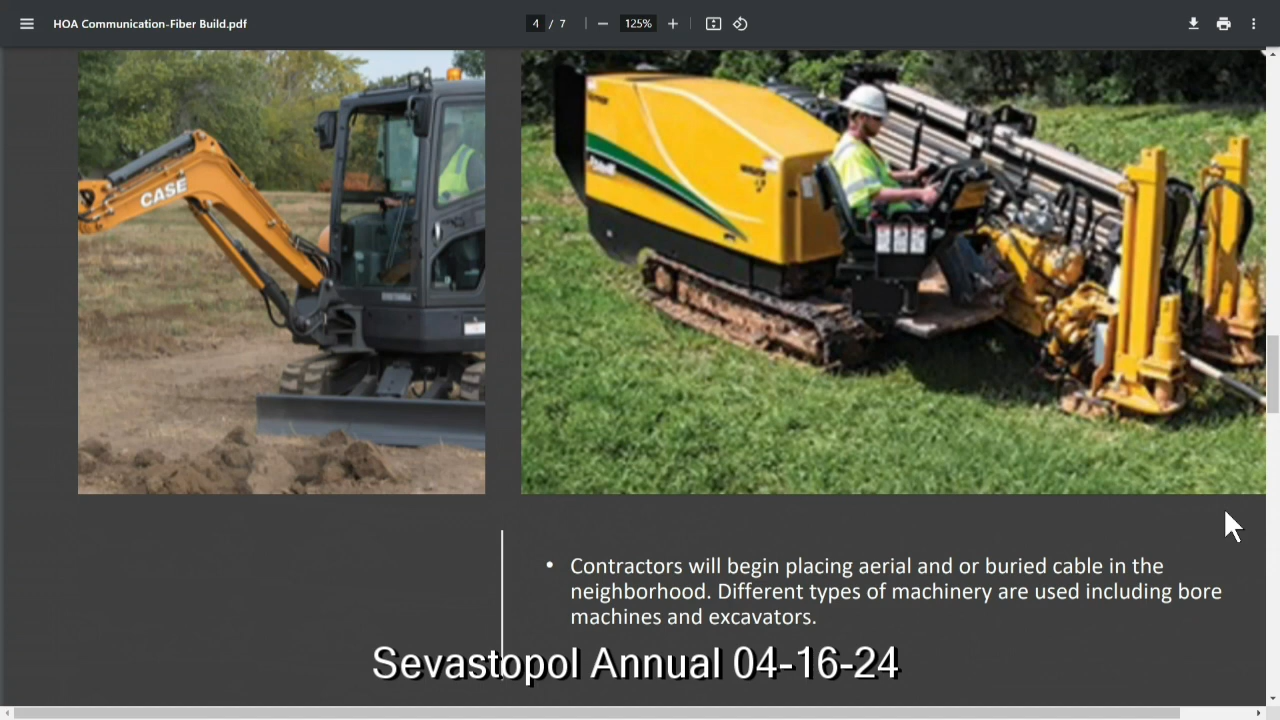 HOA Communication-Fiber Build.pdf
4 / 7
125%
CASE
• Contractors will begin placing aerial and or buried cable in the
neighborhood. Different types of machinery are used including bore
machines and excavators.
Sevastopol Annual 04-16-24